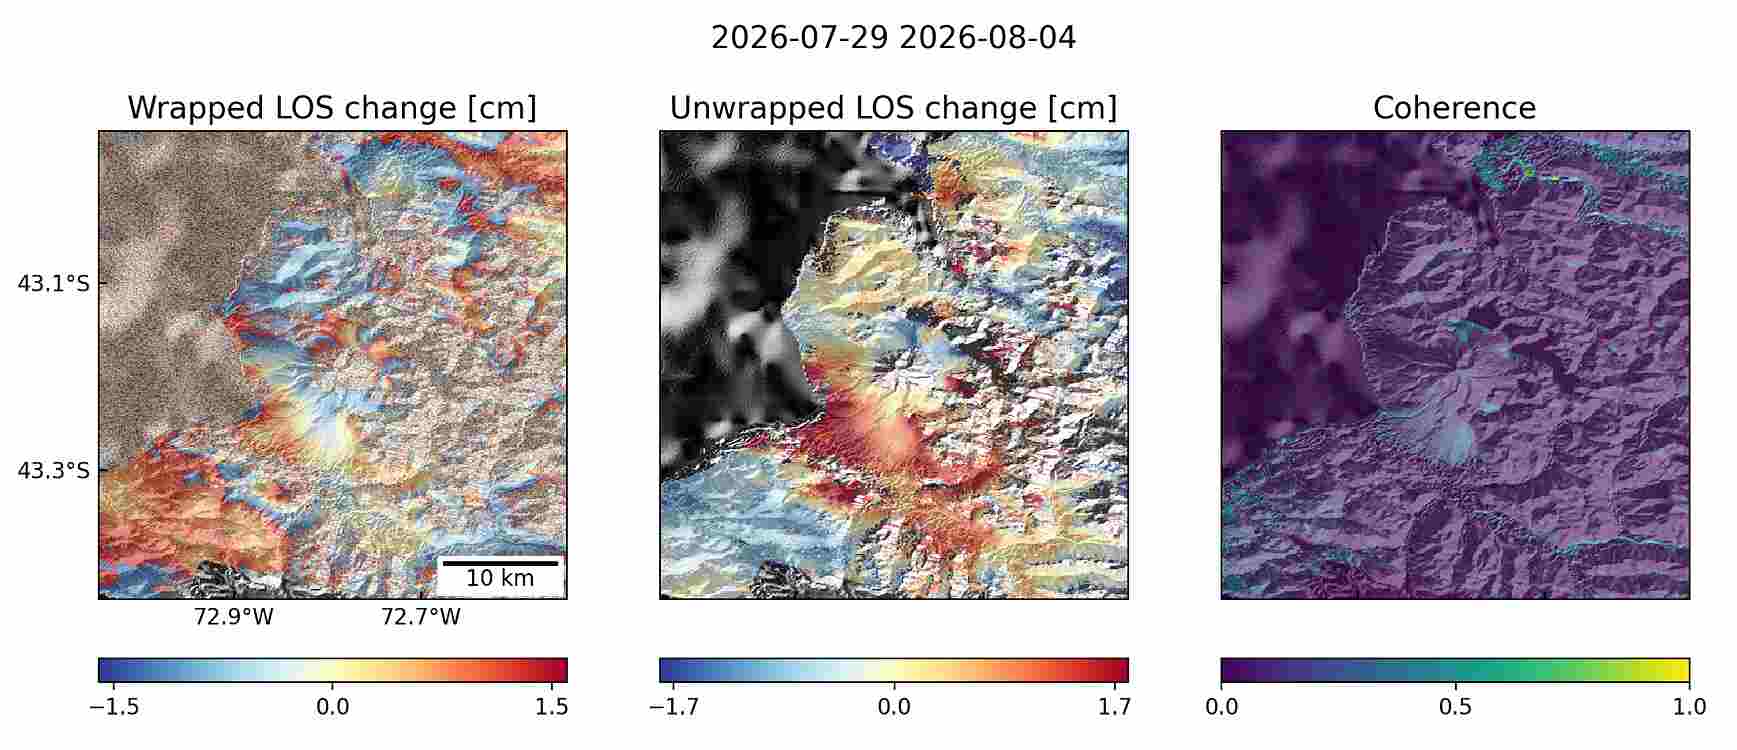 2026-07-29 2026-08-04
Wrapped LOS change [cm]
Unwrapped LOS change [cm]
Coherence
43.1°S
43.3°S
10 km
72.9°W
72.7°W
−1.5
0.0
1.5
−1.7
0.0
1.7
0.0
0.5
1.0